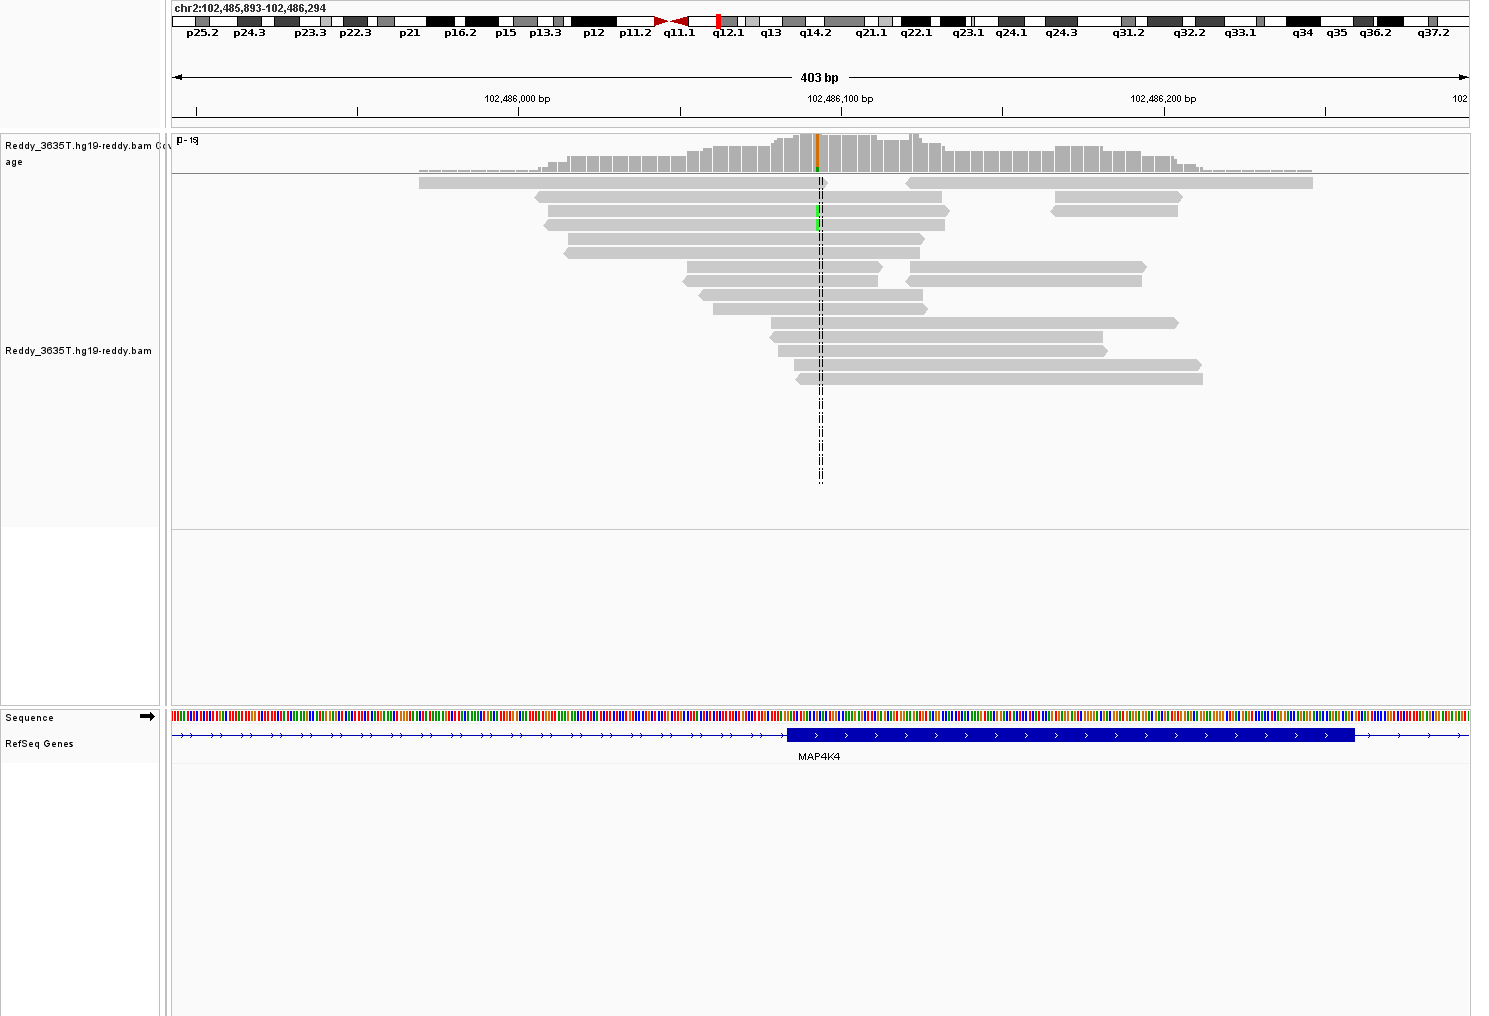 chr2:102,485,893-102,486,294
p25.2 p24.3 p23.3 p22.3 p21 p16.2 p15 p13.3 p12 p11.2 q11.1 q12.1 q13 q14.2 q21.1 q22.1 q23.1 q24.1 q24.3 q31.2 q32.2 q33.1 q34 q35 q36.2 q37.2
403 bp
102,486,000 bp 102,486,100 bp 102,486,200 bp 102
Reddy_3635T.hg19-reddy.bam Cov
age
[0 - 15]
Reddy_3635T.hg19-reddy.bam
Sequence
RefSeq Genes
MAP4K4